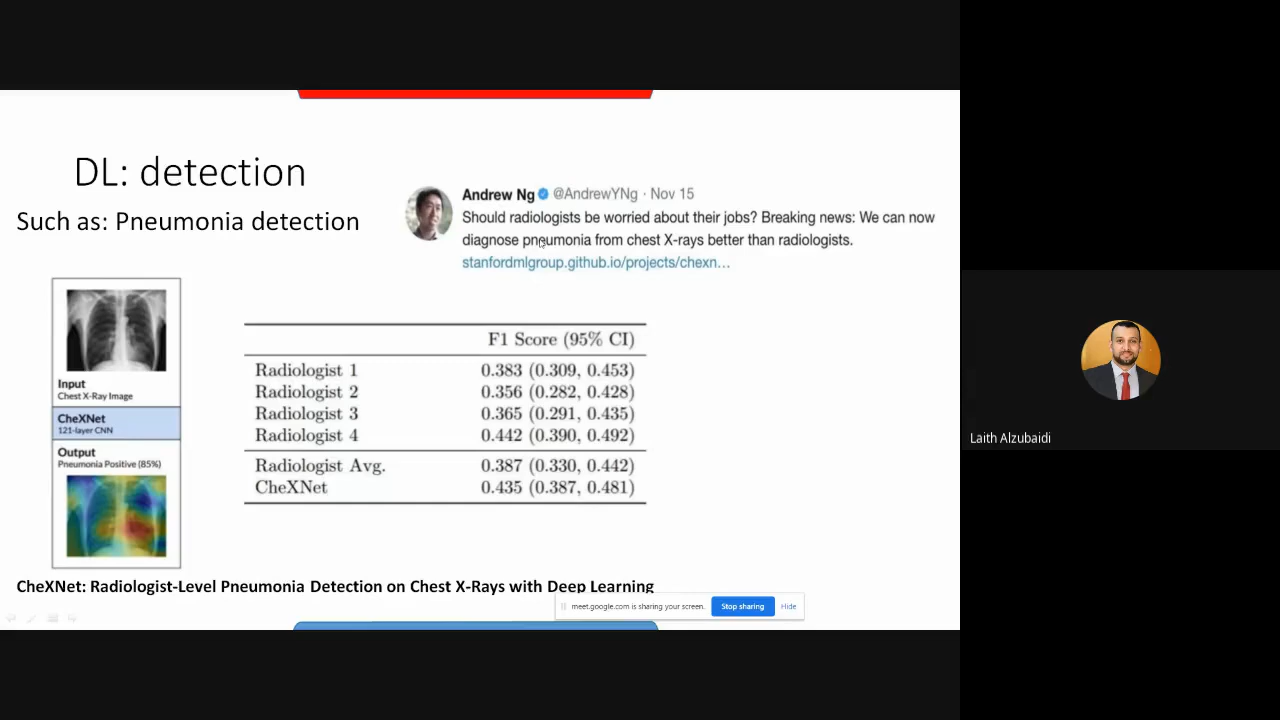 DL: detection
Such as: Pneumonia detection
Andrew Ng @AndrewYNg · Nov 15
Should radiologists be worried about their jobs? Breaking news: We can now
diagnose pneumonia from chest X-rays better than radiologists.
stanfordmlgroup.github.io/projects/chexn...
Input
Chest X-Ray Image
CheXNet
121-layer CNN
Output
Pneumonia Positive (85%)
F1 Score (95% CI)
Radiologist 1 0.383 (0.309, 0.453)
Radiologist 2 0.356 (0.282, 0.428)
Radiologist 3 0.365 (0.291, 0.435)
Radiologist 4 0.442 (0.390, 0.492)
Radiologist Avg. 0.387 (0.330, 0.442)
CheXNet 0.435 (0.387, 0.481)
CheXNet: Radiologist-Level Pneumonia Detection on Chest X-Rays with Deep Learning
meet.google.com is sharing your screen. Stop sharing Hide
Laith Alzubaidi